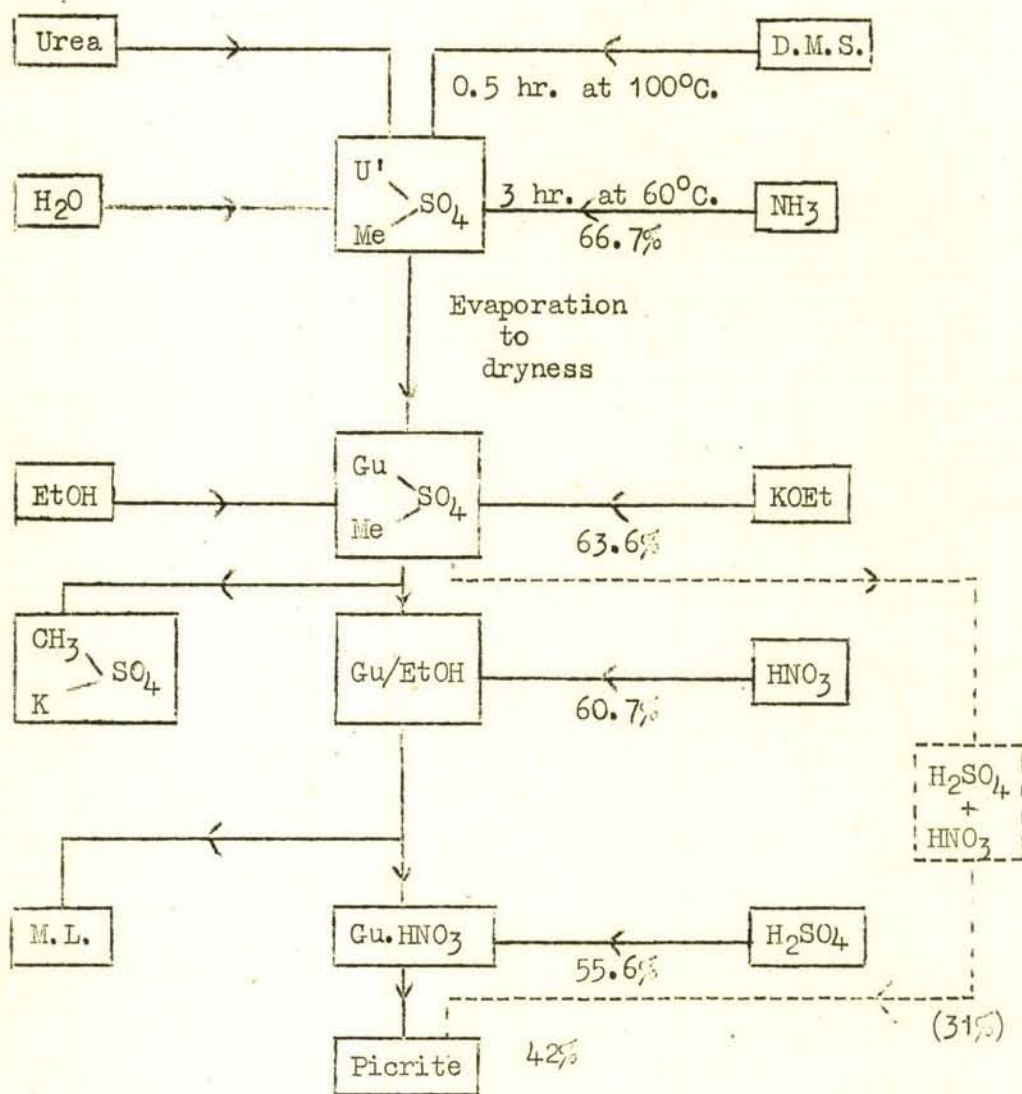 Urea
D.M.S.
0.5 hr. at 100°C.
U'
SO4
Me
H2O
3 hr. at 60°C.
66.7%
NH3
Evaporation
to
dryness
Gu
SO4
Me
EtOH
63.6%
KOEt
CH3
SO4
K
Gu/EtOH
60.7%
HNO3
H2SO4
+
HNO3
M.L.
Gu.HNO3
55.6%
H2SO4
(31%)
Picrite
42%